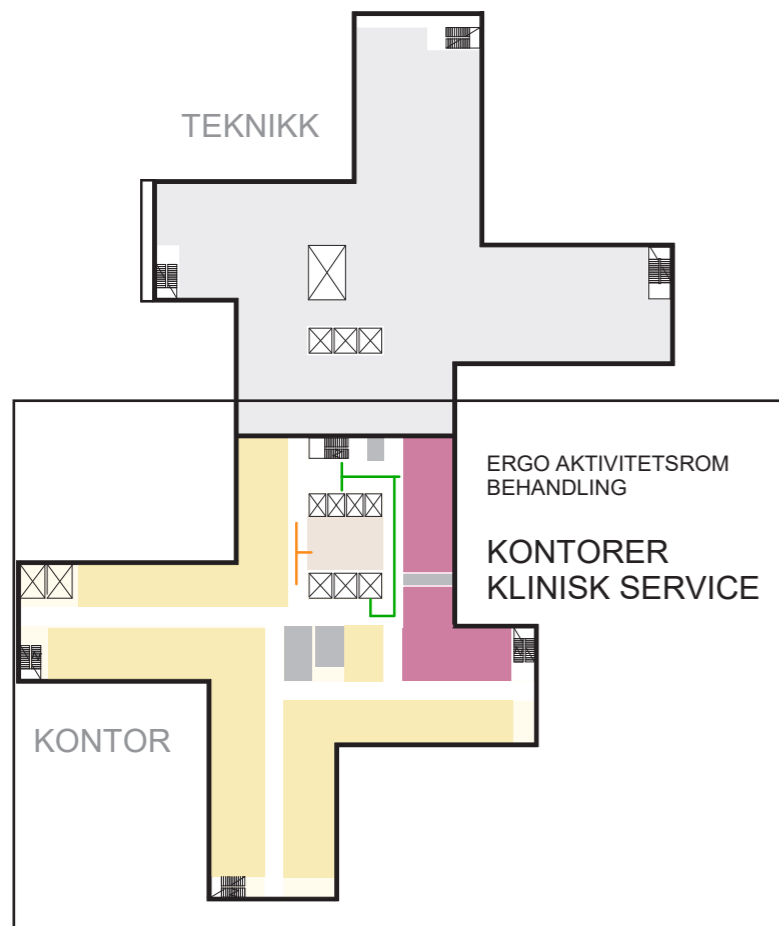 TEKNIKK
ERGO AKTIVITETSROM
BEHANDLING
KONTORER
KLINISK SERVICE
KONTOR